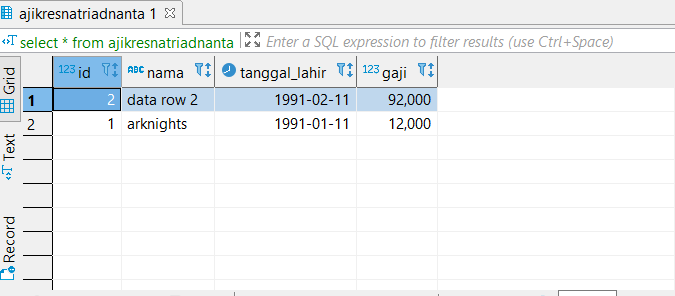 ajikresnatriadnanta 1
select * from ajikresnatriadnanta Enter a SQL expression to filter results (use Ctrl+Space)
Grid
Text
Record
123 id ABC nama tanggal_lahir 123 gaji
1 2 data row 2 1991-02-11 92,000
2 1 arknights 1991-01-11 12,000